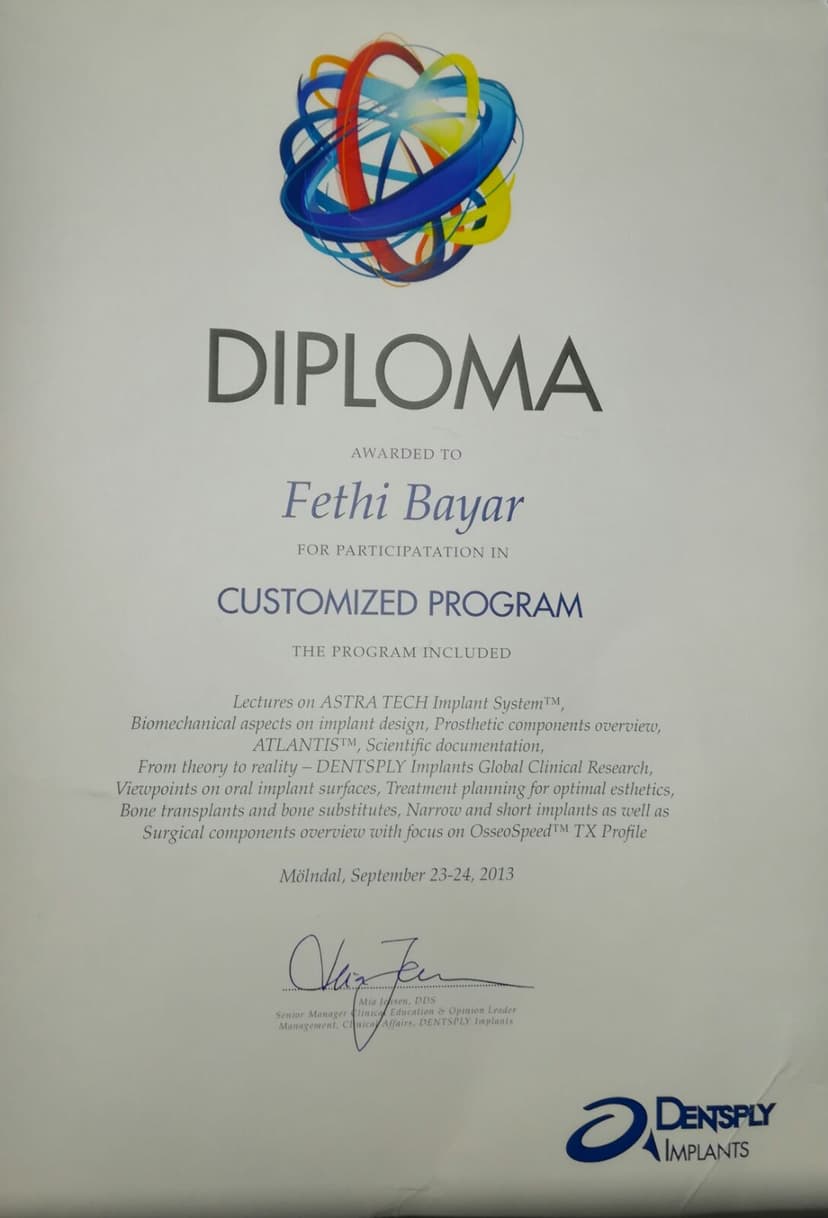 DIPLOMA
AWARDED TO
Fethi Bayar
FOR PARTICIPATATION IN
CUSTOMIZED PROGRAM
THE PROGRAM INCLUDED
Lectures on ASTRA TECH Implant System™,
Biomechanical aspects on implant design, Prosthetic components overview,
ATLANTIS™, Scientific documentation,
From theory to reality – DENTSPLY Implants Global Clinical Research,
Viewpoints on oral implant surfaces, Treatment planning for optimal esthetics,
Bone transplants and bone substitutes, Narrow and short implants as well as
Surgical components overview with focus on OsseoSpeed™ TX Profile
Mölndal, September 23-24, 2013
Mia Jensen, DDS
Senior Manager Clinical Education & Opinion Leader
Management, Clinical Affairs, DENTSPLY Implants
DENTSPLY
IMPLANTS